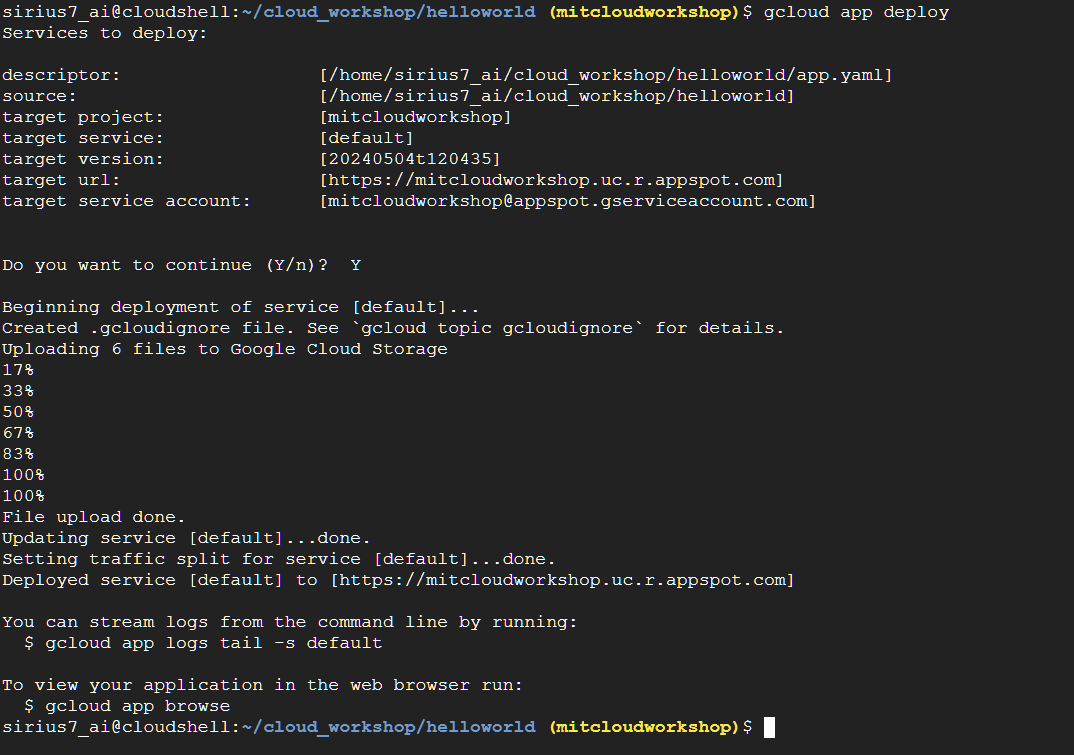 sirius7_ai@cloudshell:~/cloud_workshop/helloworld (mitcloudworkshop)$ gcloud app deploy
Services to deploy:
descriptor: [/home/sirius7_ai/cloud_workshop/helloworld/app.yaml]
source: [/home/sirius7_ai/cloud_workshop/helloworld]
target project: [mitcloudworkshop]
target service: [default]
target version: [20240504t120435]
target url: [https://mitcloudworkshop.uc.r.appspot.com]
target service account: [mitcloudworkshop@appspot.gserviceaccount.com]
Do you want to continue (Y/n)? Y
Beginning deployment of service [default]...
Created .gcloudignore file. See `gcloud topic gcloudignore` for details.
Uploading 6 files to Google Cloud Storage
17%
33%
50%
67%
83%
100%
100%
File upload done.
Updating service [default]...done.
Setting traffic split for service [default]...done.
Deployed service [default] to [https://mitcloudworkshop.uc.r.appspot.com]
You can stream logs from the command line by running:
$ gcloud app logs tail -s default
To view your application in the web browser run:
$ gcloud app browse
sirius7_ai@cloudshell:~/cloud_workshop/helloworld (mitcloudworkshop)$